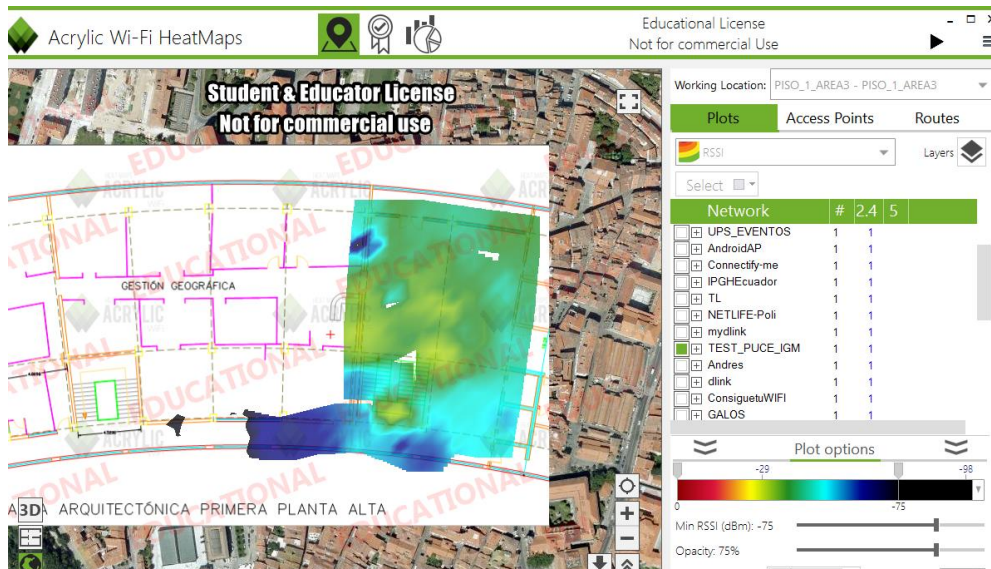 Acrylic Wi-Fi HeatMaps
Educational License
Not for commercial Use
Student & Educator License
Not for commercial use
EDUCATIONAL
ACRYLIC
GESTIÓN GEOGRÁFICA
ARQUITECTÓNICA PRIMERA PLANTA ALTA
3D
Working Location: PISO_1_AREA3 - PISO_1_AREA3
Plots Access Points Routes
RSSI Layers
Select
Network # 2.4 5
UPS_EVENTOS 1 1
AndroidAP 1 1
Connectify-me 1 1
IPGHEcuador 1 1
TL 1 1
NETLIFE-Poli 1 1
mydlink 1 1
TEST_PUCE_IGM 1 1
Andres 1 1
dlink 1 1
ConsiguetuWIFI 1 1
GALOS 1 1
Plot options
-29 -98
0 -75
Min RSSI (dBm): -75
Opacity: 75%